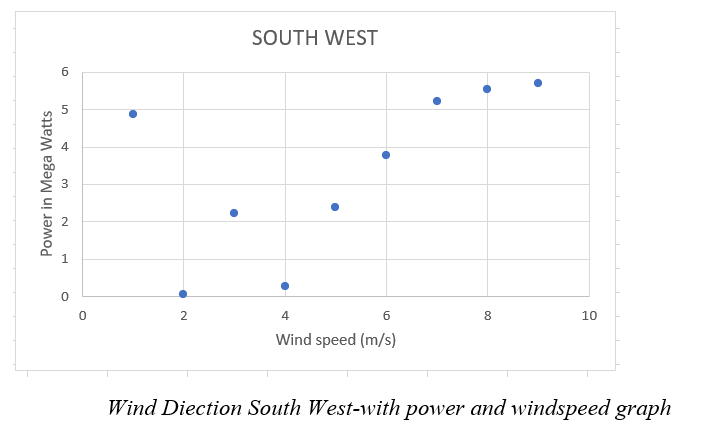 SOUTH WEST
6
5
4
3
2
1
0
Power in Mega Watts
0 2 4 6 8 10
Wind speed (m/s)
Wind Diection South West-with power and windspeed graph